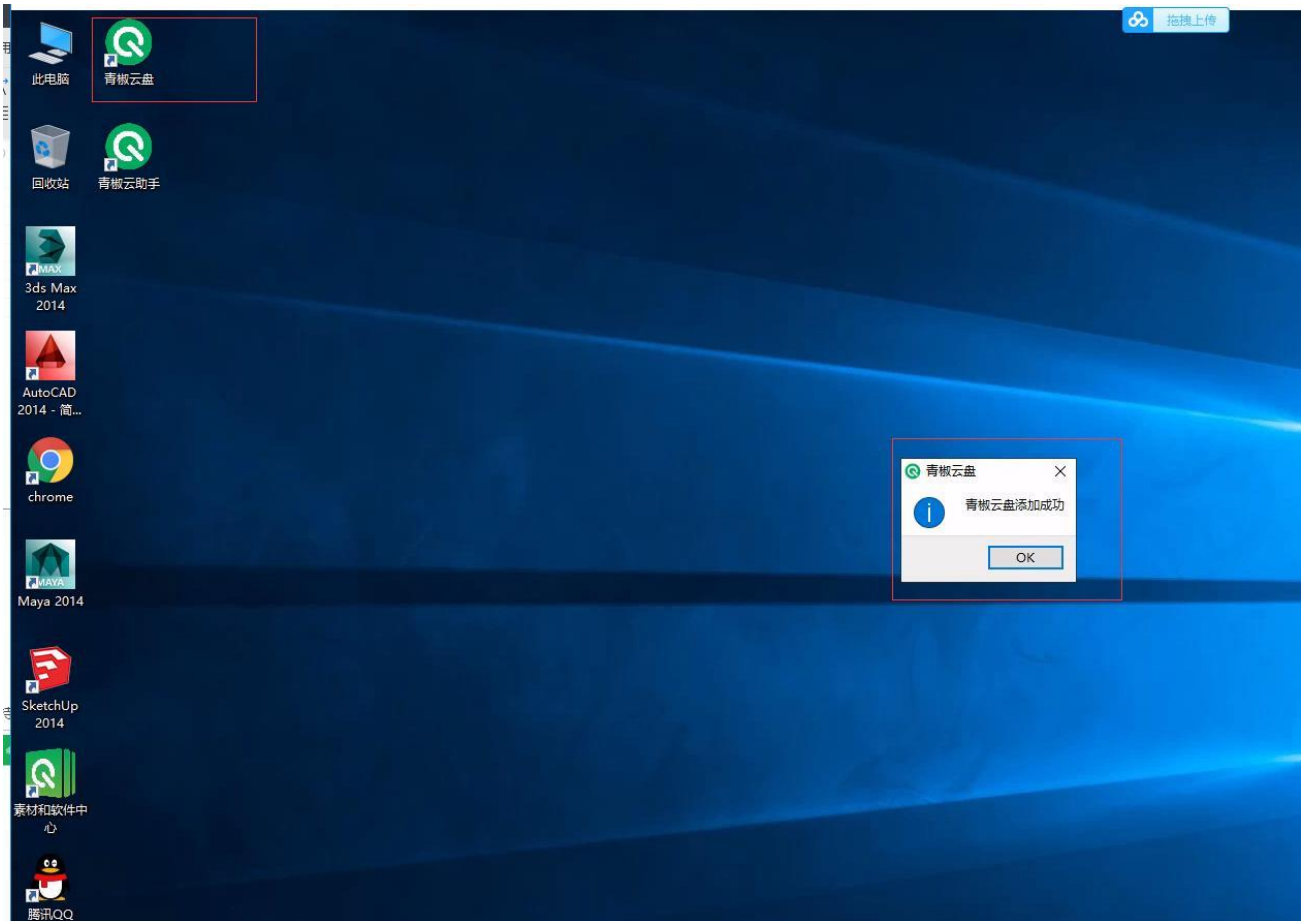 拖拽上传
此电脑
青椒云盘
回收站
青椒云助手
MAX
3ds Max
2014
AutoCAD
2014 - 简...
chrome
MAYA
Maya 2014
SketchUp
2014
素材和软件中
心
腾讯QQ
青椒云盘
青椒云盘添加成功
OK